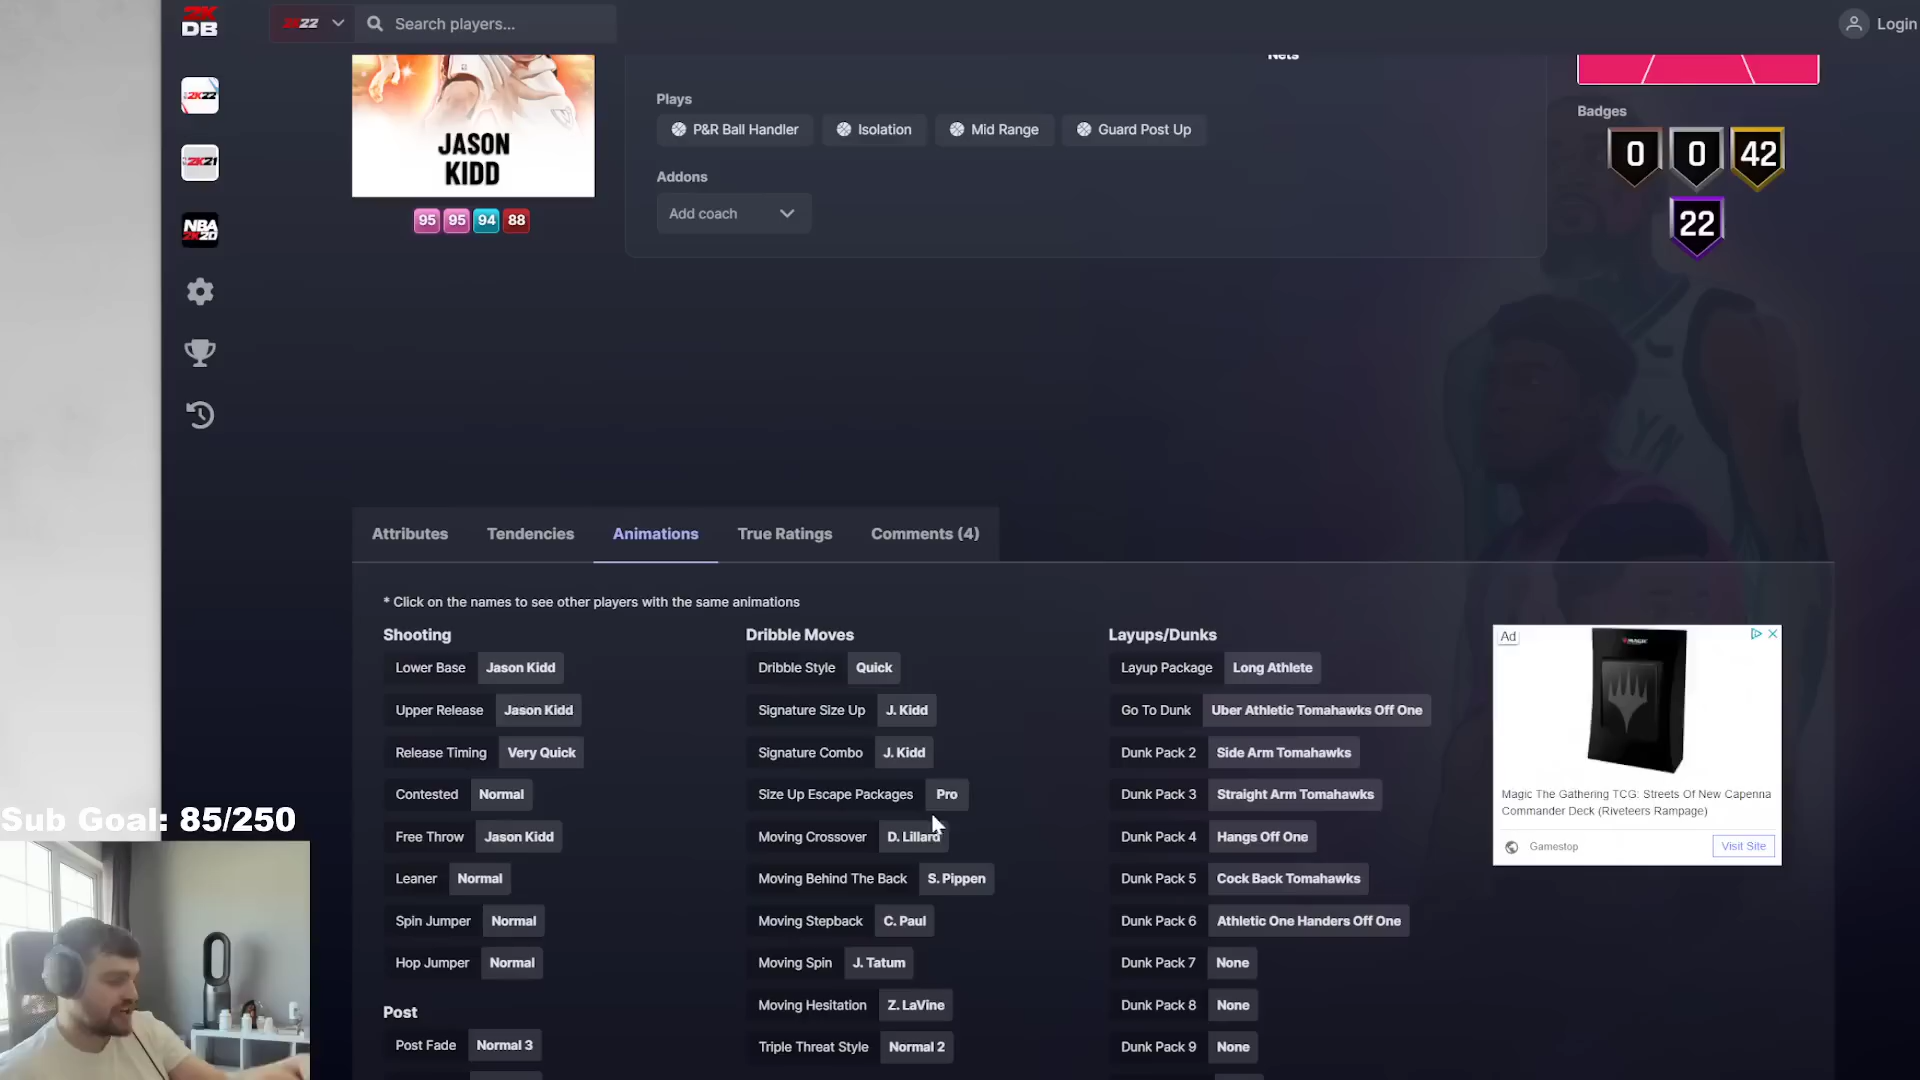 2K DB
2K22
Search players...
Login
2K22
2K21
NBA 2K20
JASON
KIDD
95 95 94 88
Nets
Plays
P&R Ball Handler
Isolation
Mid Range
Guard Post Up
Addons
Add coach
Badges
0
0
42
22
Attributes
Tendencies
Animations
True Ratings
Comments (4)
* Click on the names to see other players with the same animations
Shooting
Lower Base Jason Kidd
Upper Release Jason Kidd
Release Timing Very Quick
Contested Normal
Free Throw Jason Kidd
Leaner Normal
Spin Jumper Normal
Hop Jumper Normal
Post
Post Fade Normal 3
Dribble Moves
Dribble Style Quick
Signature Size Up J. Kidd
Signature Combo J. Kidd
Size Up Escape Packages Pro
Moving Crossover D. Lillard
Moving Behind The Back S. Pippen
Moving Stepback C. Paul
Moving Spin J. Tatum
Moving Hesitation Z. LaVine
Triple Threat Style Normal 2
Layups/Dunks
Layup Package Long Athlete
Go To Dunk Uber Athletic Tomahawks Off One
Dunk Pack 2 Side Arm Tomahawks
Dunk Pack 3 Straight Arm Tomahawks
Dunk Pack 4 Hangs Off One
Dunk Pack 5 Cock Back Tomahawks
Dunk Pack 6 Athletic One Handers Off One
Dunk Pack 7 None
Dunk Pack 8 None
Dunk Pack 9 None
Ad
MAGIC
Magic The Gathering TCG: Streets Of New Capenna
Commander Deck (Riveteers Rampage)
Gamestop
Visit Site
Sub Goal: 85/250